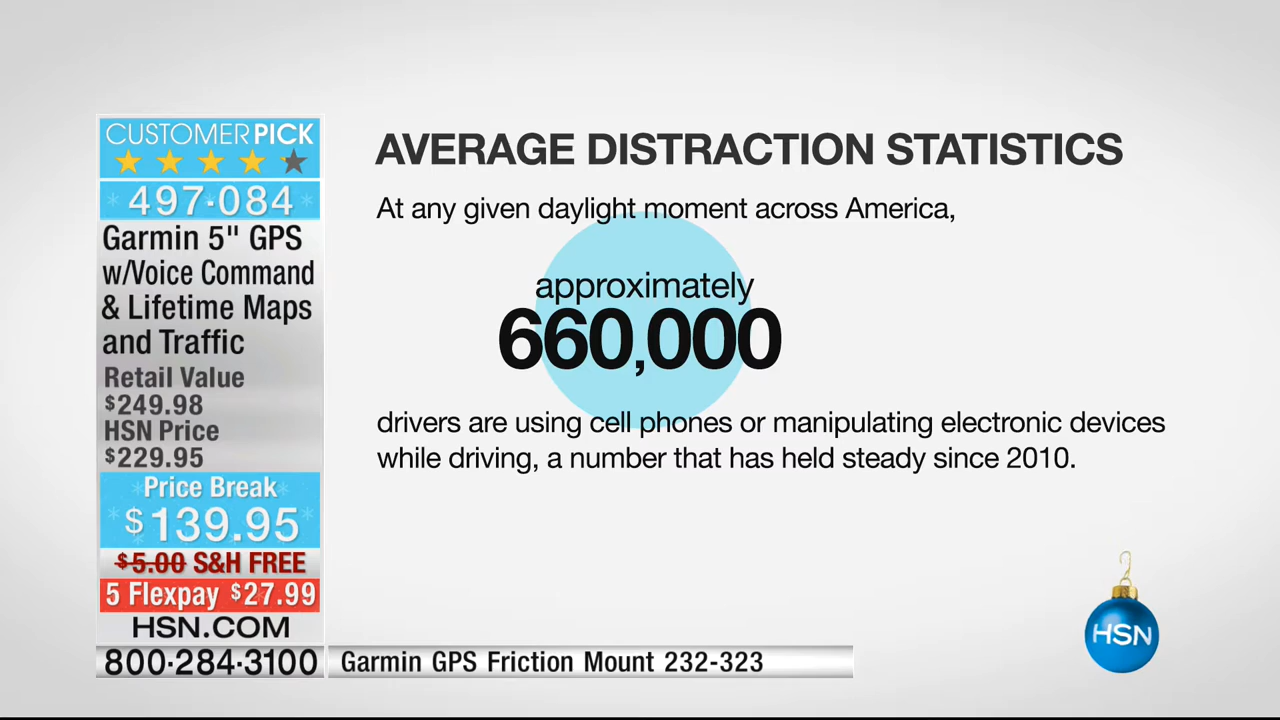 CUSTOMERPICK
497·084
Garmin 5" GPS
w/Voice Command
& Lifetime Maps
and Traffic
Retail Value
$249.98
HSN Price
$229.95
Price Break
$139.95
$5.00 S&H FREE
5 Flexpay $27.99
HSN.COM
800·284·3100
Garmin GPS Friction Mount 232-323
AVERAGE DISTRACTION STATISTICS
At any given daylight moment across America,
approximately
660,000
drivers are using cell phones or manipulating electronic devices
while driving, a number that has held steady since 2010.
HSN